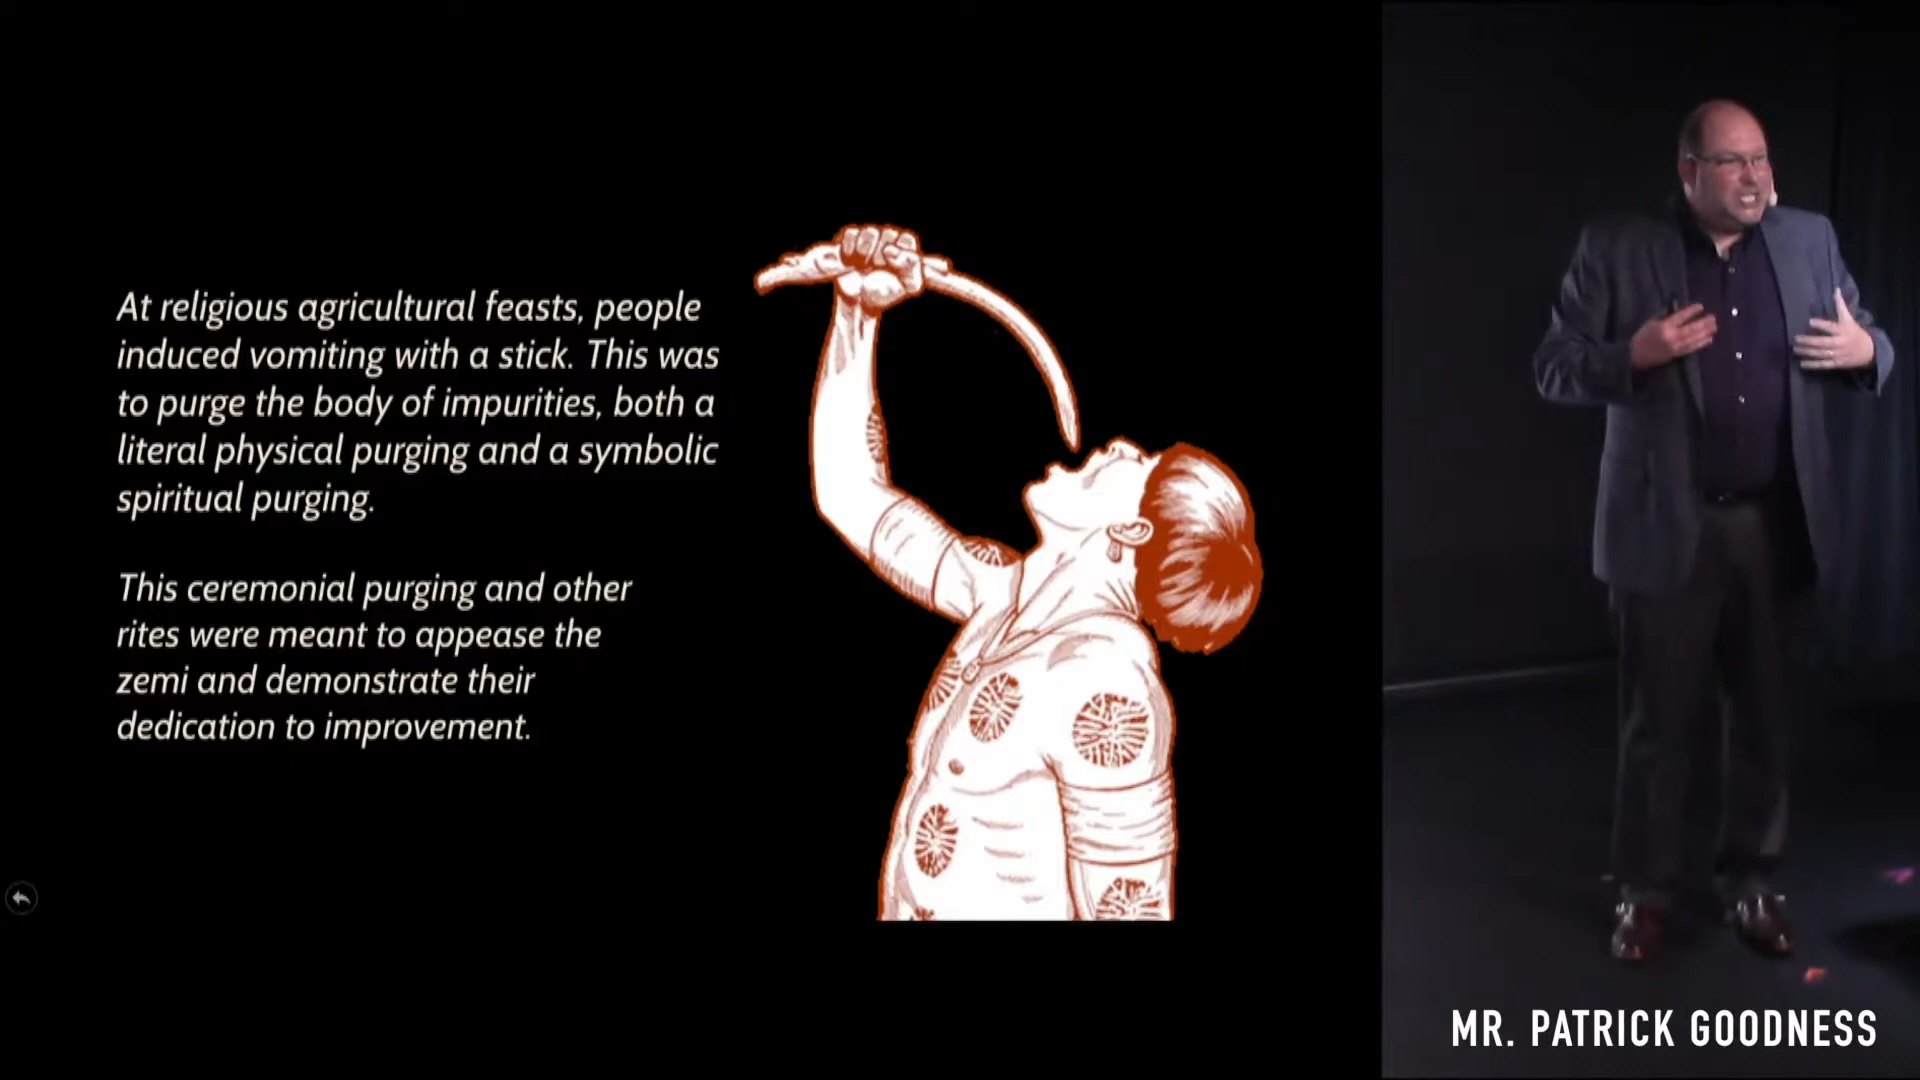 At religious agricultural feasts, people
induced vomiting with a stick. This was
to purge the body of impurities, both a
literal physical purging and a symbolic
spiritual purging.
This ceremonial purging and other
rites were meant to appease the
zemi and demonstrate their
dedication to improvement.
MR. PATRICK GOODNESS